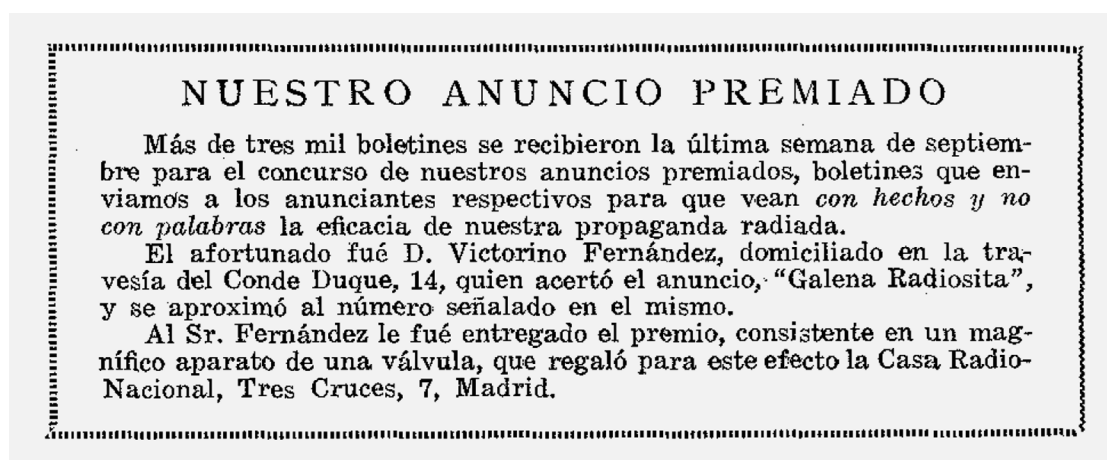 NUESTRO ANUNCIO PREMIADO
Más de tres mil boletines se recibieron la última semana de septiem-
bre para el concurso de nuestros anuncios premiados, boletines que en-
viamos a los anunciantes respectivos para que vean con hechos y no
con palabras la eficacia de nuestra propaganda radiada.
El afortunado fué D. Victorino Fernández, domiciliado en la tra-
vesía del Conde Duque, 14, quien acertó el anuncio, "Galena Radiosita",
y se aproximó al número señalado en el mismo.
Al Sr. Fernández le fué entregado el premio, consistente en un mag-
nífico aparato de una válvula, que regaló para este efecto la Casa Radio-
Nacional, Tres Cruces, 7, Madrid.